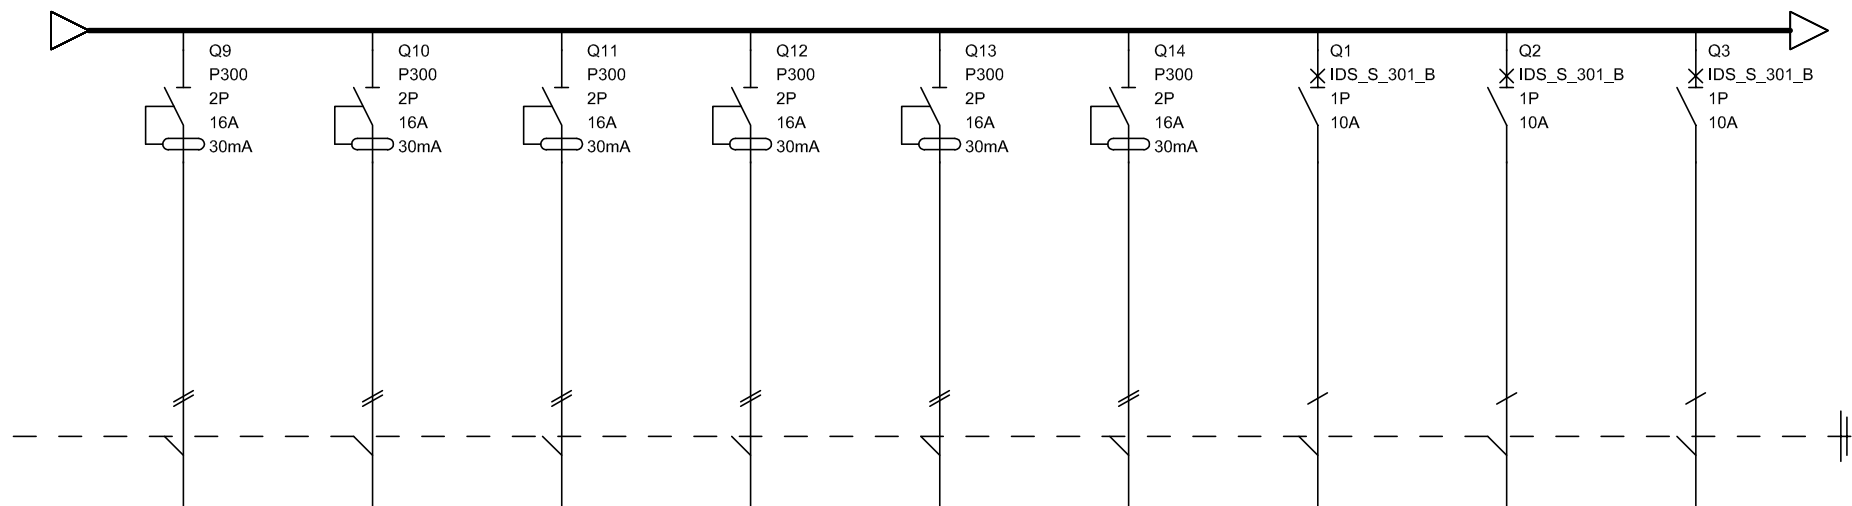 Q9
P300
2P
16A
30mA
Q10
P300
2P
16A
30mA
Q11
P300
2P
16A
30mA
Q12
P300
2P
16A
30mA
Q13
P300
2P
16A
30mA
Q14
P300
2P
16A
30mA
Q1
IDS_S_301_B
1P
10A
Q2
IDS_S_301_B
1P
10A
Q3
IDS_S_301_B
1P
10A